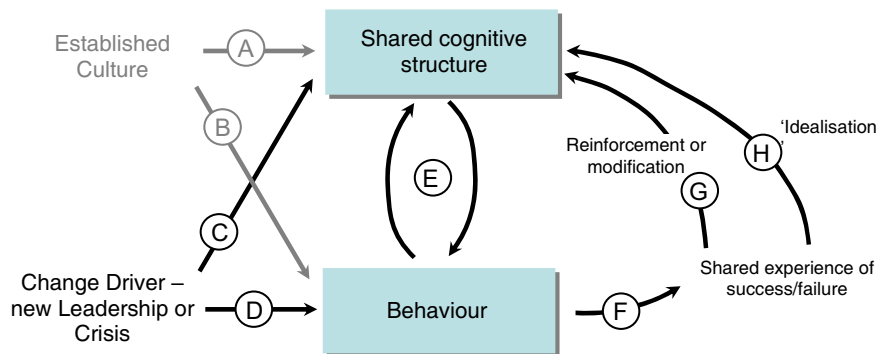 Established
Culture
A
Shared cognitive
structure
B
Reinforcement or
modification
'Idealisation
'
H
E
G
C
Change Driver –
new Leadership or
Crisis
D
Behaviour
F
Shared experience of
success/failure